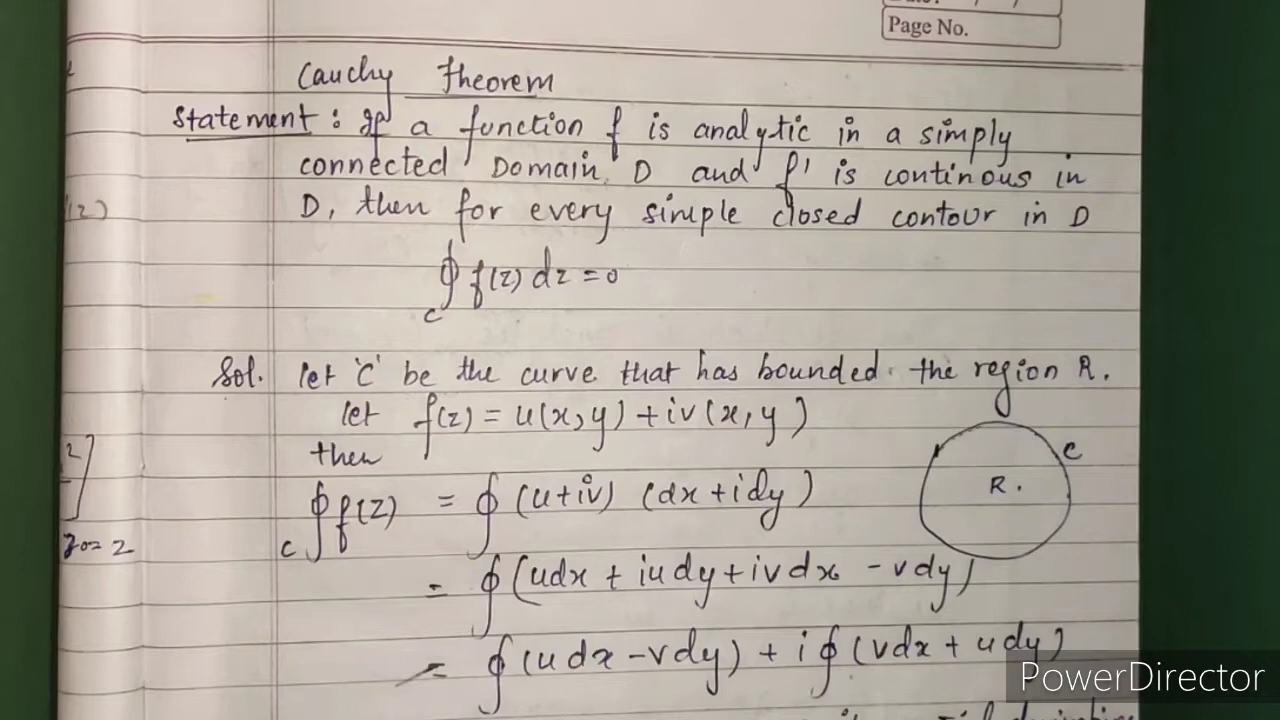 Page No.
Cauchy Theorem
Statement : If a function f is analytic in a simply
connected Domain D and f' is continous in
D, then for every simple closed contour in D
∮ f(z) dz = 0
c
Sol. let 'C' be the curve that has bounded the region R.
let f(z) = u(x,y) + iv(x,y)
then
∮ f(z) = ∮ (u+iv) (dx+idy)
c
c
R.
= ∮ (udx + iudy + ivdx - vdy)
= ∮ (udx - vdy) + i ∮ (vdx + udy)
PowerDirector